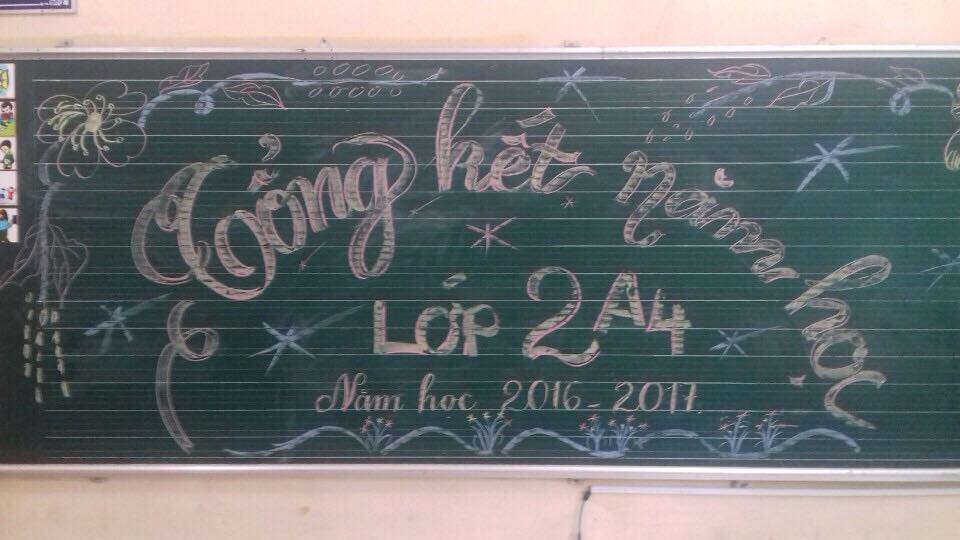 Tổng kết năm học
LỚP 2A4
Năm học 2016-2017.